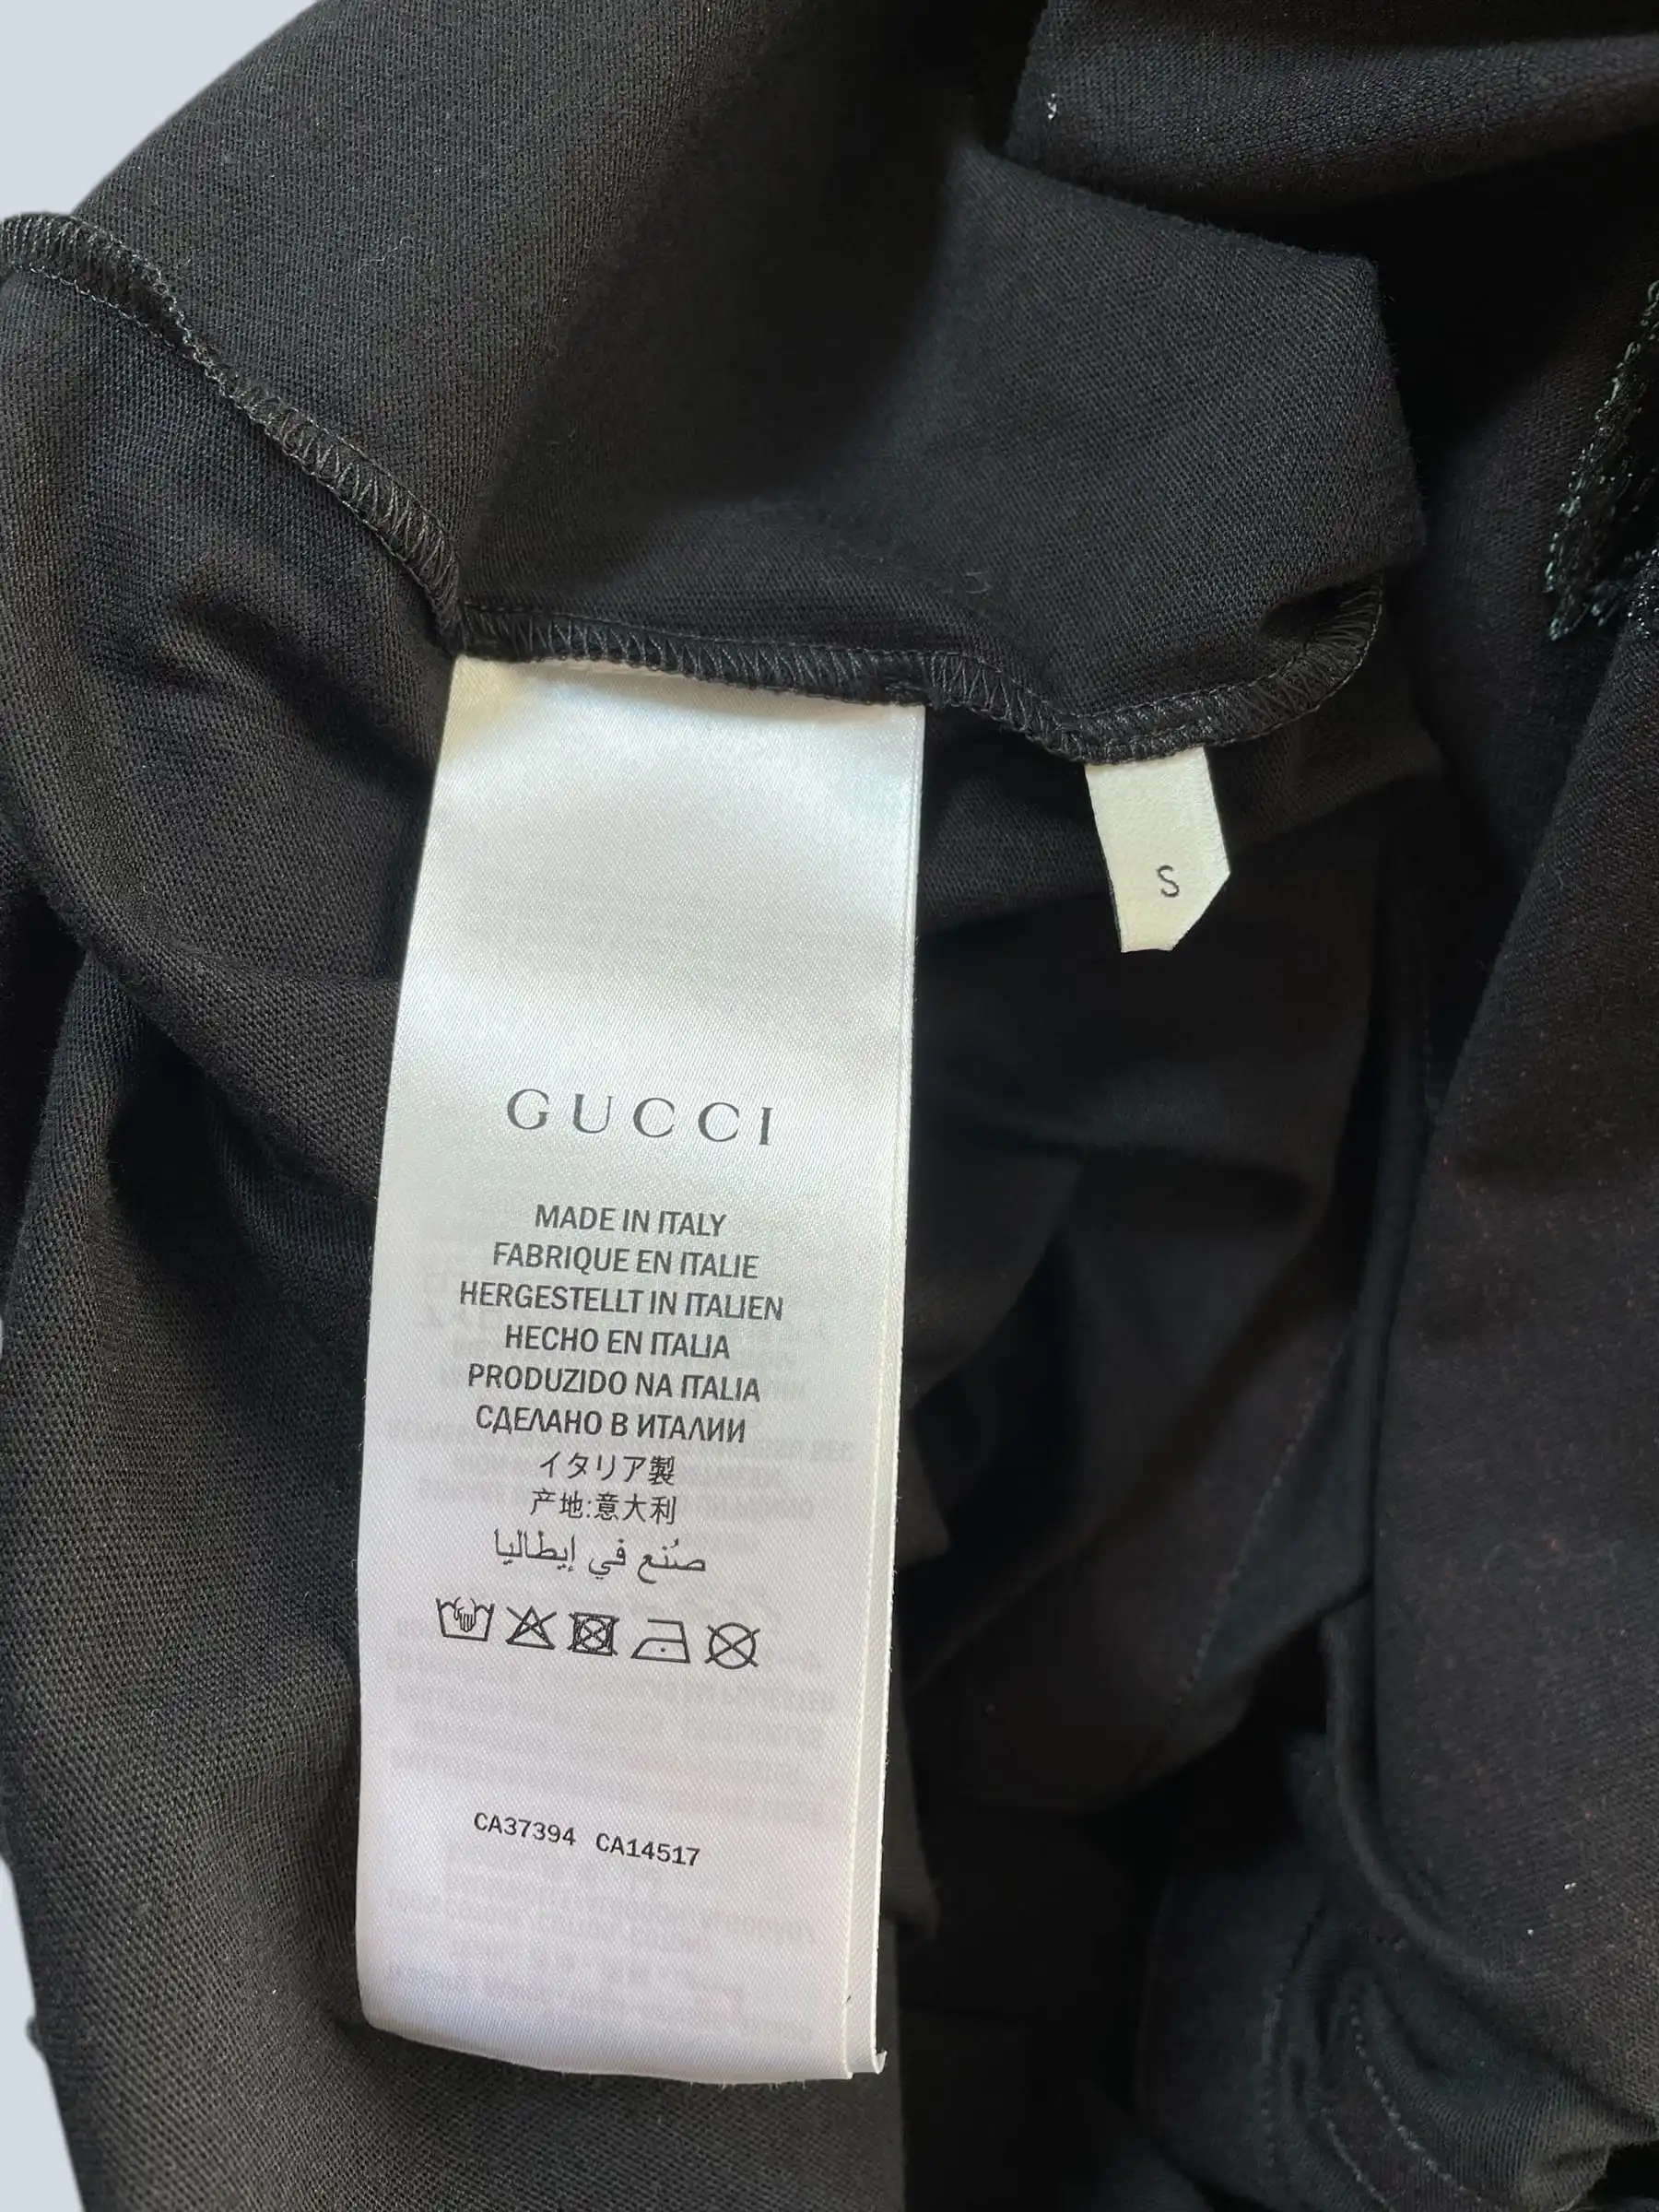 S
GUCCI
MADE IN ITALY
FABRIQUE EN ITALIE
HERGESTELLT IN ITALIEN
HECHO EN ITALIA
PRODUZIDO NA ITALIA
СДЕЛАНО В ИТАЛИИ
イタリア製
产地:意大利
صُنع في إيطاليا
CA37394 CA14517